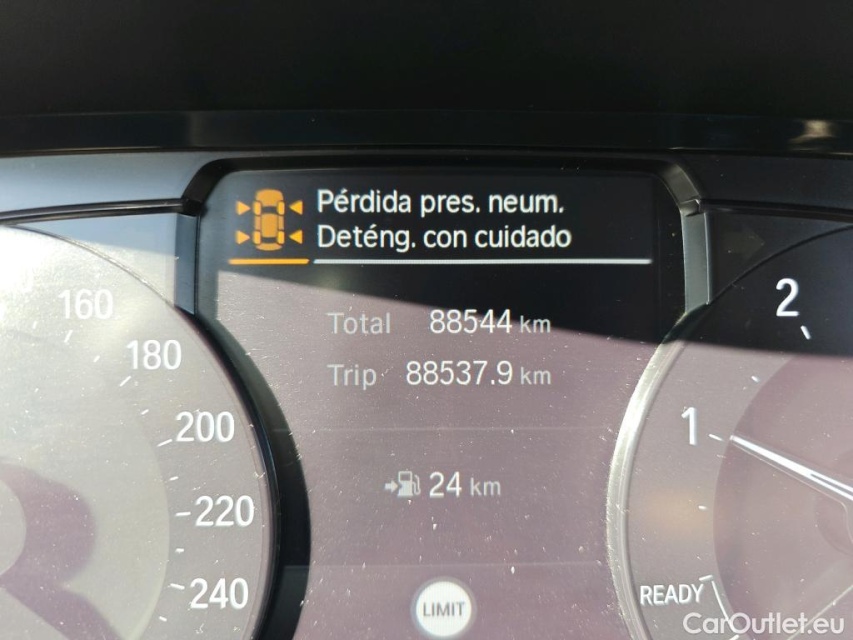 Pérdida pres. neum.
Deténg. con cuidado
Total 88544 km
Trip 88537.9 km
24 km
LIMIT
160
180
200
220
240
2
1
READY
CarOutlet.eu